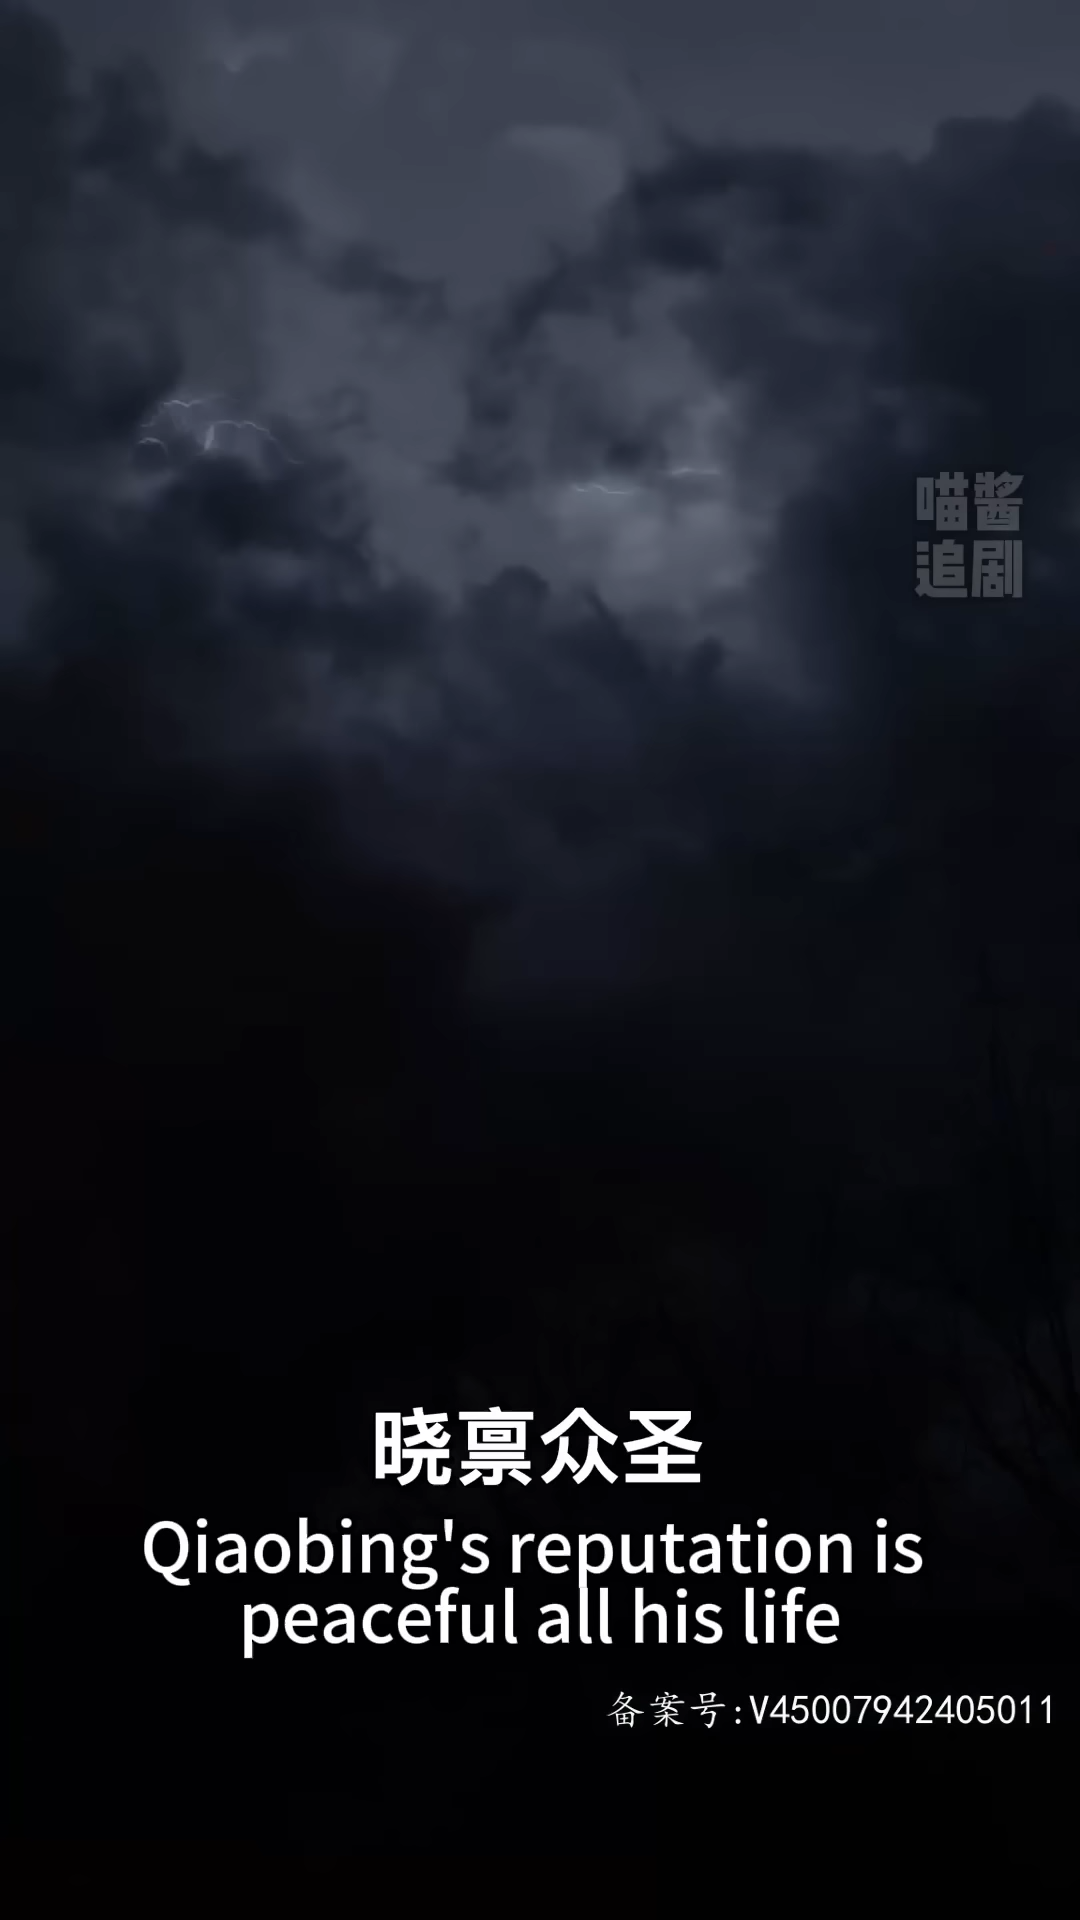 喵酱
追剧
晓禀众圣
Qiaobing's reputation is
peaceful all his life
备案号:V45007942405011